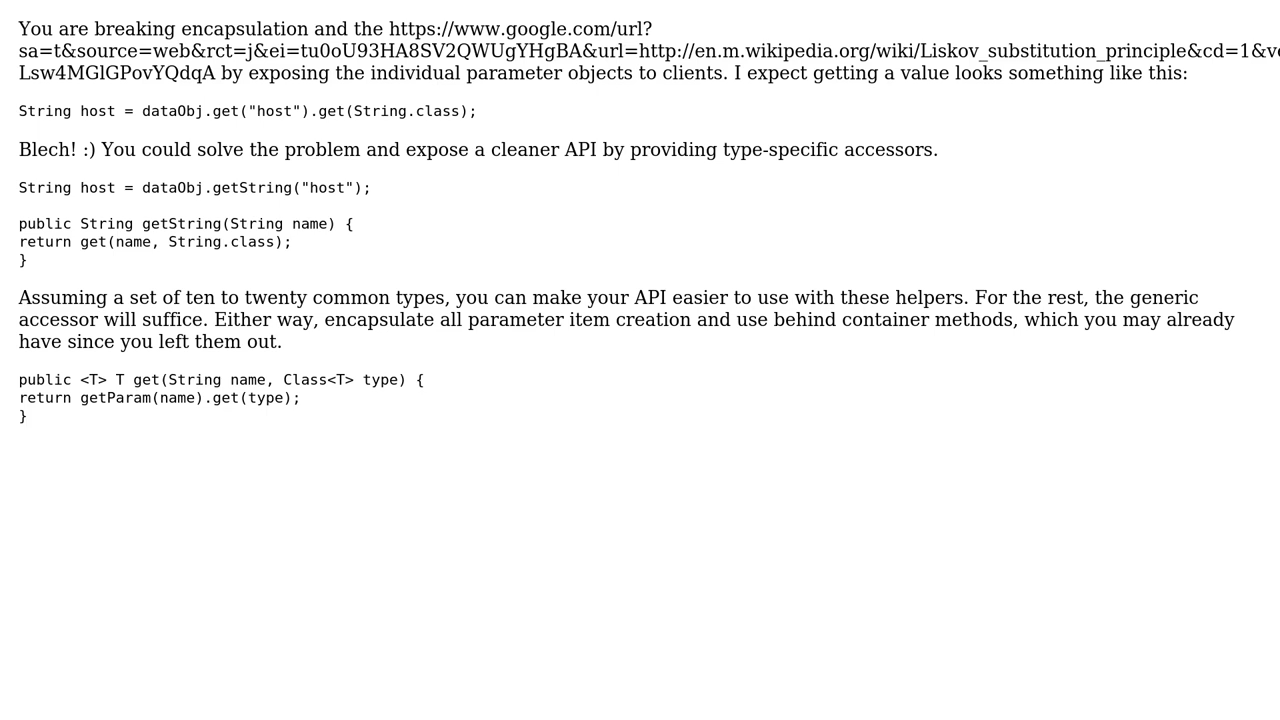 You are breaking encapsulation and the https://www.google.com/url?
sa=t&source=web&rct=j&ei=tu0oU93HA8SV2QWUgYHgBA&url=http://en.m.wikipedia.org/wiki/Liskov_substitution_principle&cd=1&ve
Lsw4MGlGPovYQdqA by exposing the individual parameter objects to clients. I expect getting a value looks something like this:
String host = dataObj.get("host").get(String.class);
Blech! :) You could solve the problem and expose a cleaner API by providing type-specific accessors.
String host = dataObj.getString("host");
public String getString(String name) {
return get(name, String.class);
}
Assuming a set of ten to twenty common types, you can make your API easier to use with these helpers. For the rest, the generic
accessor will suffice. Either way, encapsulate all parameter item creation and use behind container methods, which you may already
have since you left them out.
public <T> T get(String name, Class<T> type) {
return getParam(name).get(type);
}